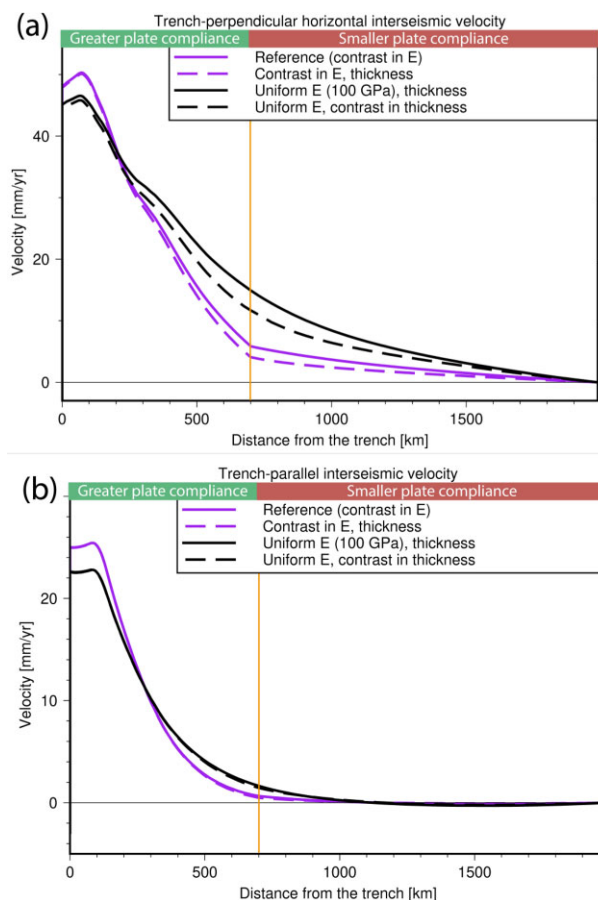 (a)
Trench-perpendicular horizontal interseismic velocity
Greater plate compliance
Smaller plate compliance
Reference (contrast in E)
Contrast in E, thickness
Uniform E (100 GPa), thickness
Uniform E, contrast in thickness
Velocity [mm/yr]
40
20
0
0
500
1000
1500
Distance from the trench [km]
(b)
Trench-parallel interseismic velocity
Greater plate compliance
Smaller plate compliance
Reference (contrast in E)
Contrast in E, thickness
Uniform E (100 GPa), thickness
Uniform E, contrast in thickness
Velocity [mm/yr]
20
10
0
0
500
1000
1500
Distance from the trench [km]